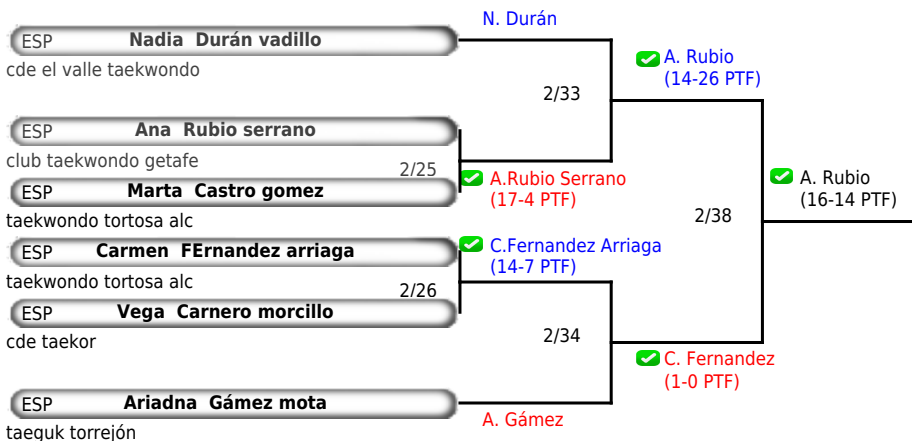 N. Durán
ESP Nadia Durán vadillo
cde el valle taekwondo
A. Rubio
(14-26 PTF)
2/33
ESP Ana Rubio serrano
club taekwondo getafe
2/25
A.Rubio Serrano
(17-4 PTF)
ESP Marta Castro gomez
taekwondo tortosa alc
A. Rubio
(16-14 PTF)
2/38
ESP Carmen FErnandez arriaga
taekwondo tortosa alc
C.Fernandez Arriaga
(14-7 PTF)
2/26
ESP Vega Carnero morcillo
cde taekor
2/34
C. Fernandez
(1-0 PTF)
ESP Ariadna Gámez mota
taeguk torrejón
A. Gámez